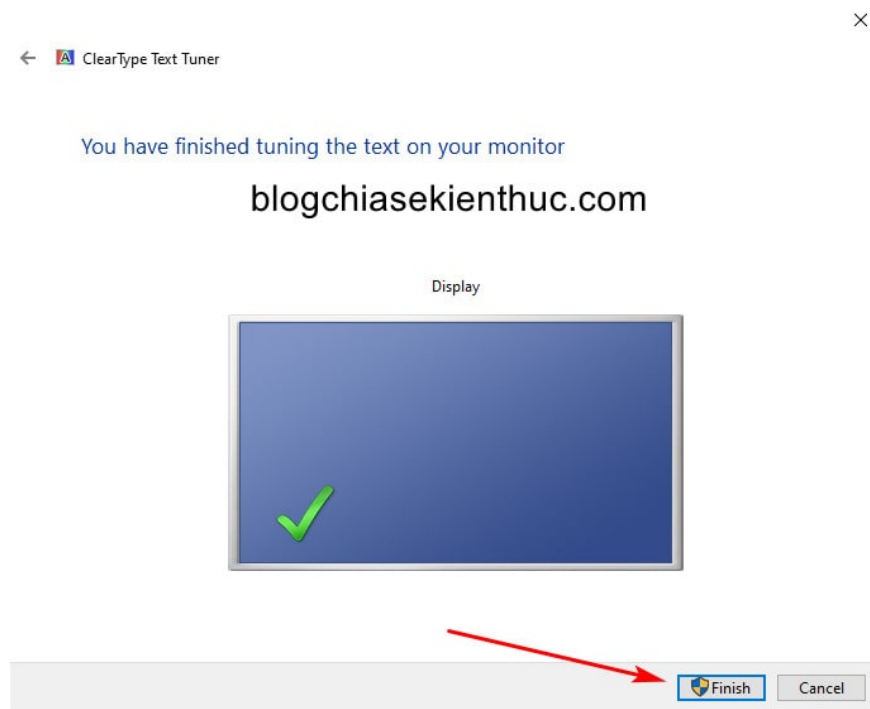 ClearType Text Tuner
You have finished tuning the text on your monitor
blogchiasekienthuc.com
Display
Finish
Cancel